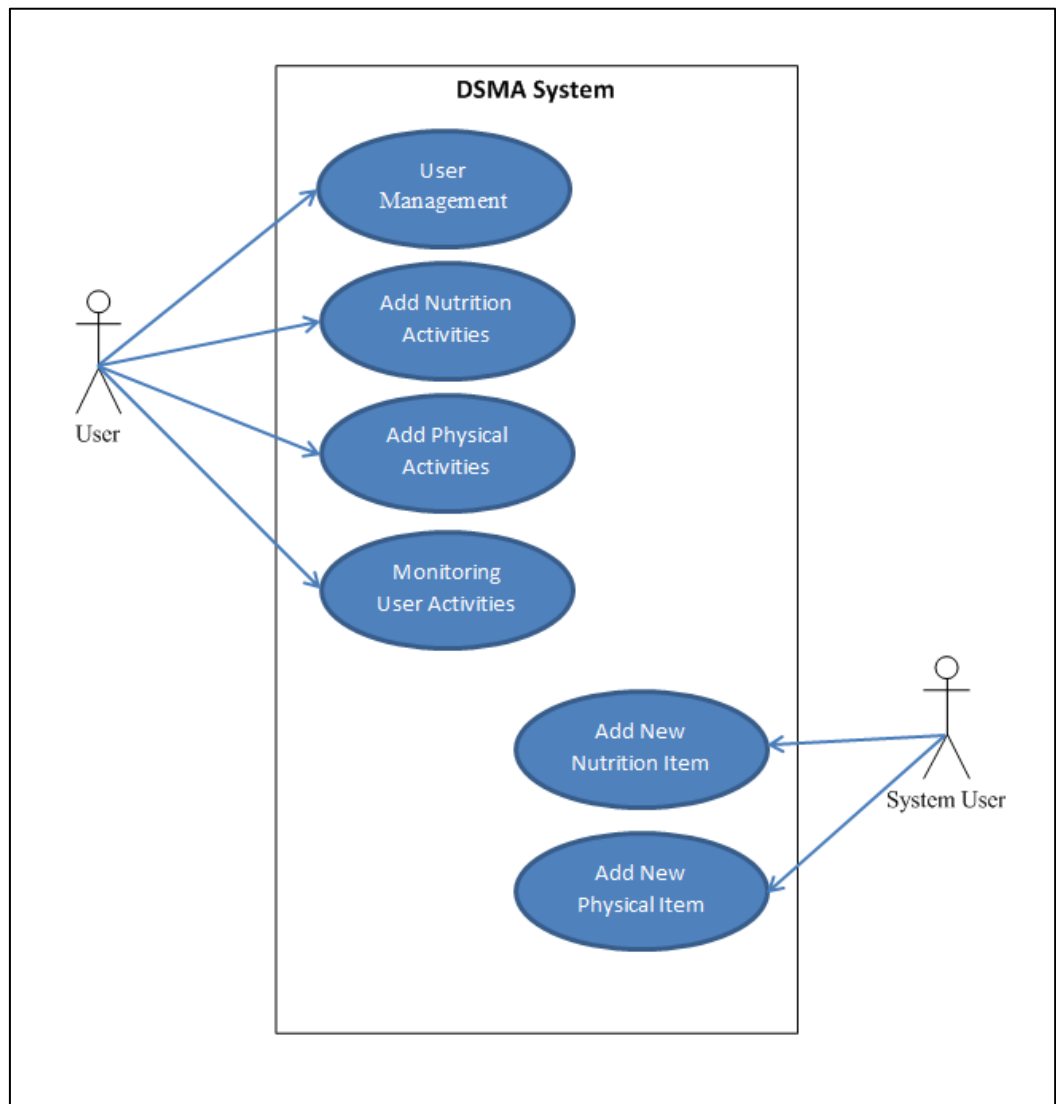 DSMA System
User
Management
Add Nutrition
Activities
Add Physical
Activities
User
Monitoring
User Activities
Add New
Nutrition Item
System User
Add New
Physical Item